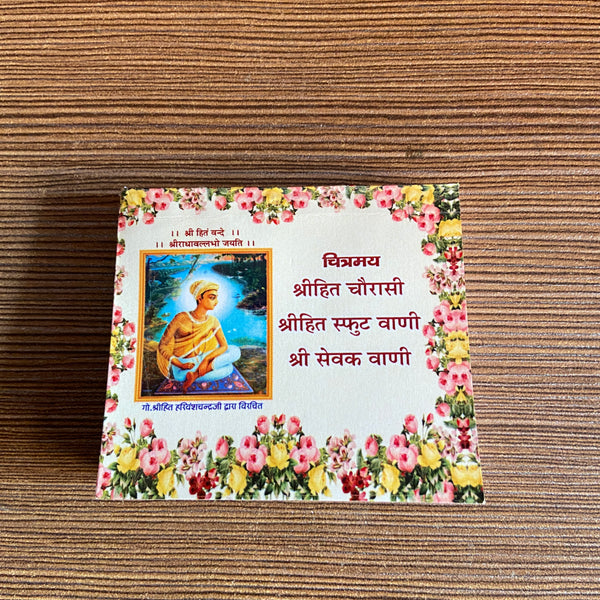 ।। श्री हितं वन्दे ।।
।। श्रीराधावल्लभो जयति ।।
चित्रमय
श्रीहित चौरासी
श्रीहित स्फुट वाणी
श्री सेवक वाणी
गो.श्रीहित हरिवंशचन्द्रजी द्वारा विरचित